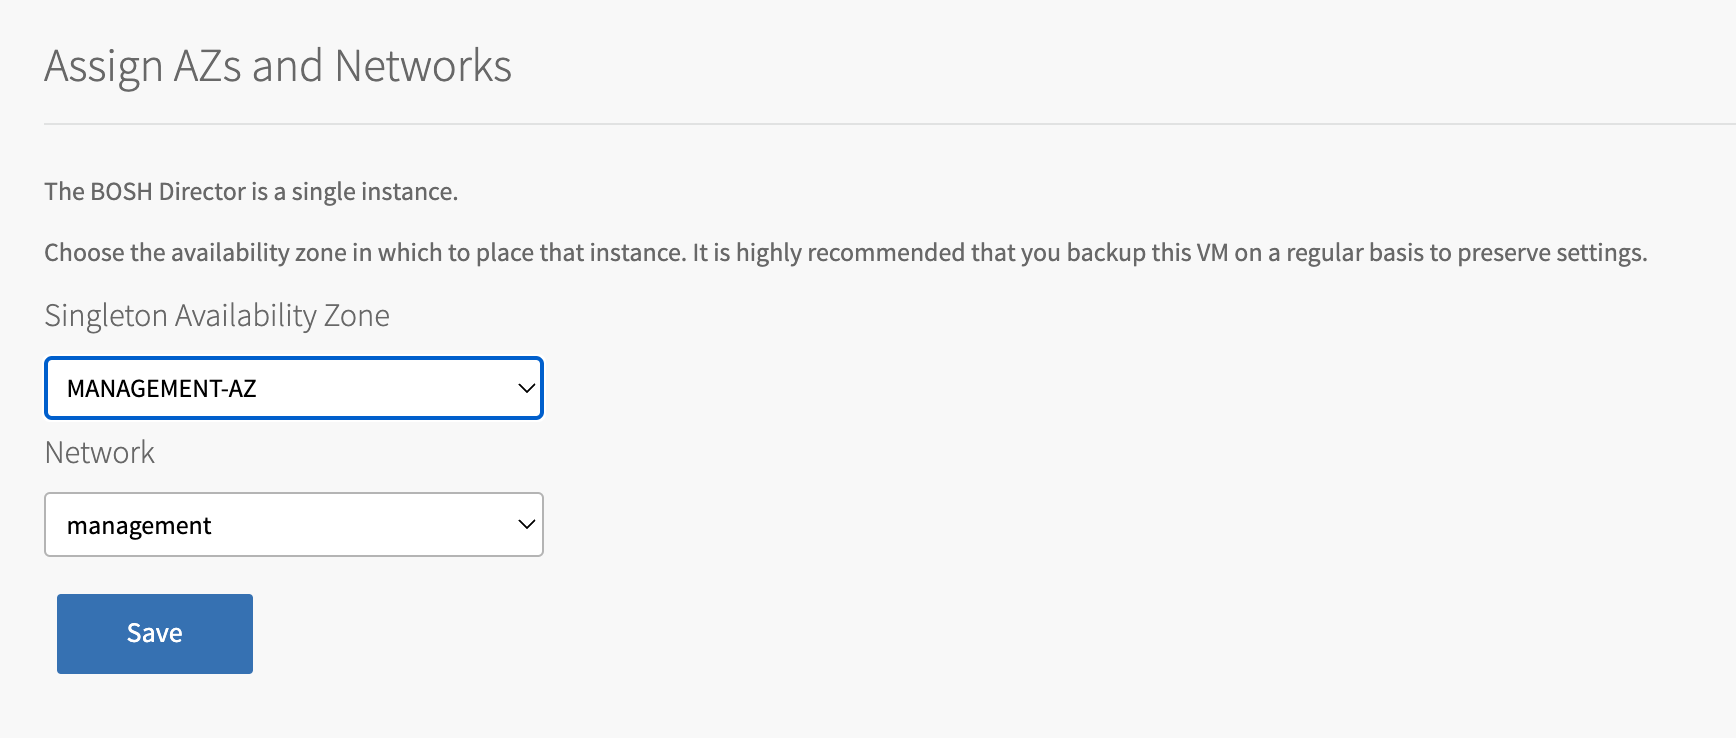 Assign AZs and Networks
The BOSH Director is a single instance.
Choose the availability zone in which to place that instance. It is highly recommended that you backup this VM on a regular basis to preserve settings.
Singleton Availability Zone
MANAGEMENT-AZ
Network
management
Save